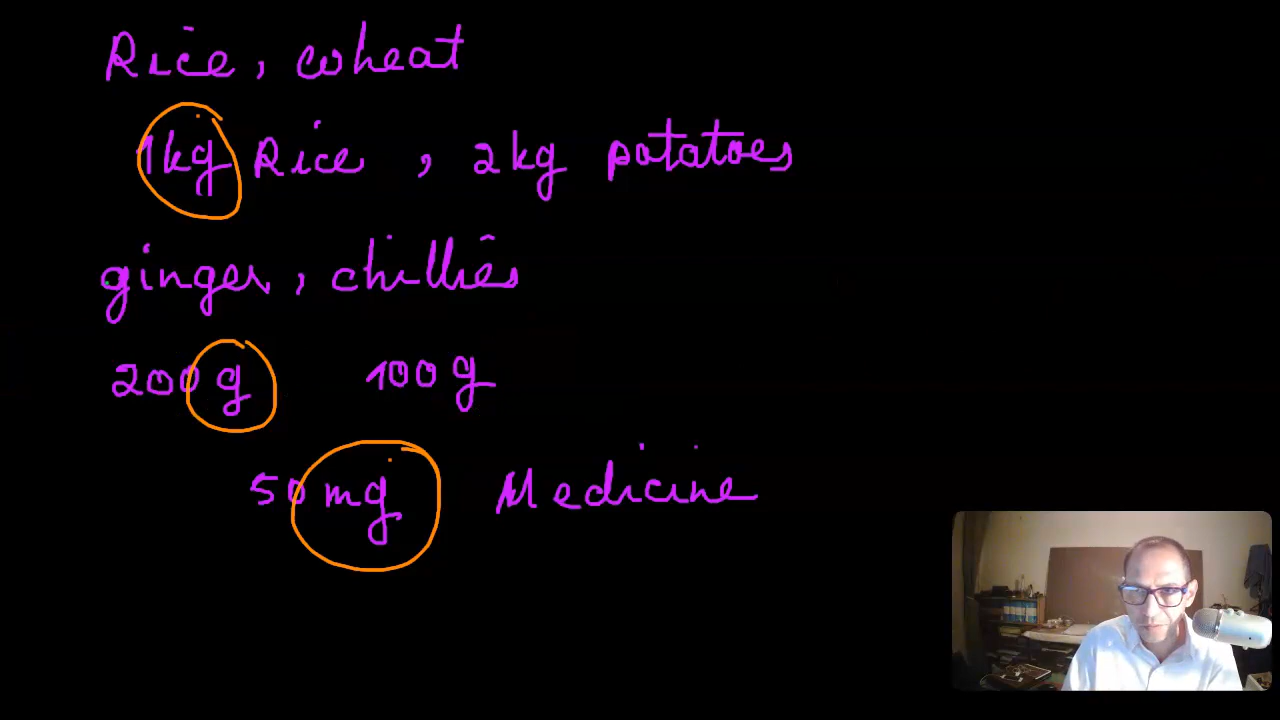 Rice, wheat
1kg Rice, 2kg potatoes
ginger, chillies
200g 100g
50mg Medicine